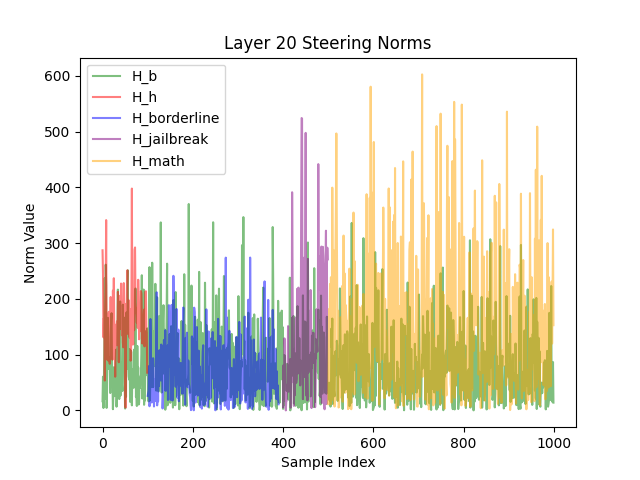 Layer 20 Steering Norms
H_b
H_h
H_borderline
H_jailbreak
H_math
600
500
400
300
200
100
0
Norm Value
0
200
400
600
800
1000
Sample Index